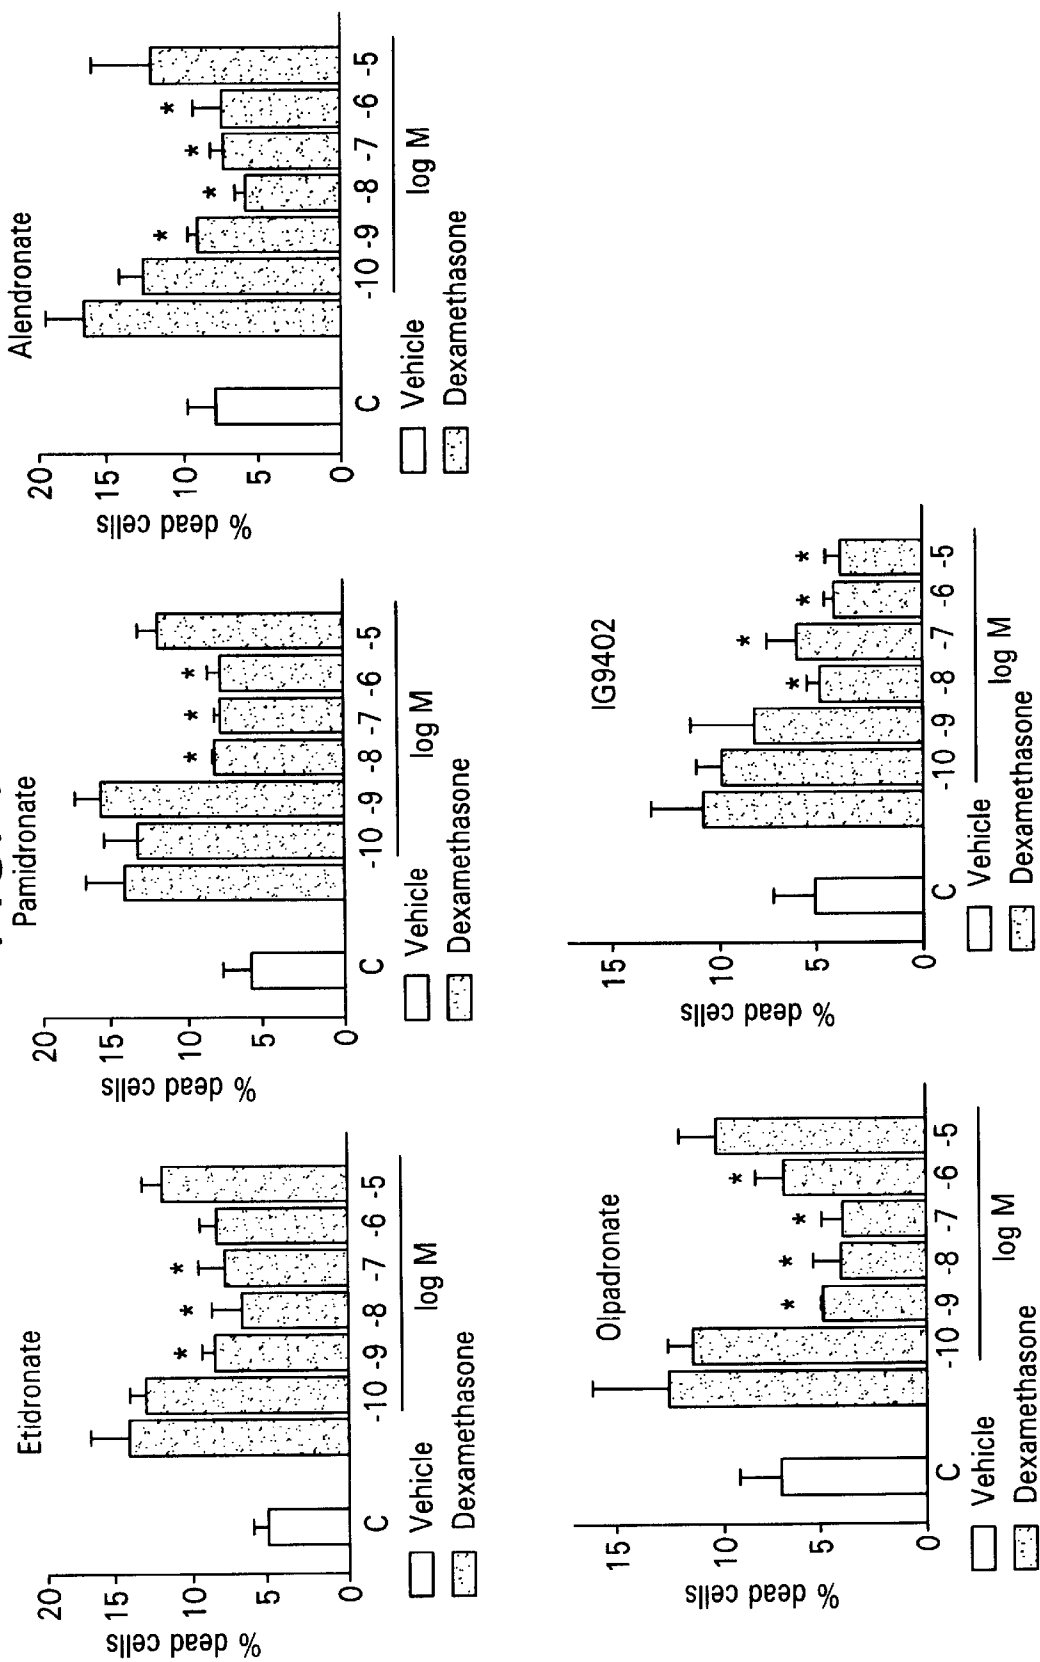 Etidronate
% dead cells
20
15
10
5
0
* * *
C -10 -9 -8 -7 -6 -5
log M
Vehicle
Dexamethasone
Pamidronate
% dead cells
20
15
10
5
0
* * *
C -10 -9 -8 -7 -6 -5
log M
Vehicle
Dexamethasone
Alendronate
% dead cells
20
15
10
5
0
* * * *
C -10 -9 -8 -7 -6 -5
log M
Vehicle
Dexamethasone
Olpadronate
% dead cells
15
10
5
0
* * * *
C -10 -9 -8 -7 -6 -5
log M
Vehicle
Dexamethasone
IG9402
% dead cells
15
10
5
0
* * * *
C -10 -9 -8 -7 -6 -5
log M
Vehicle
Dexamethasone